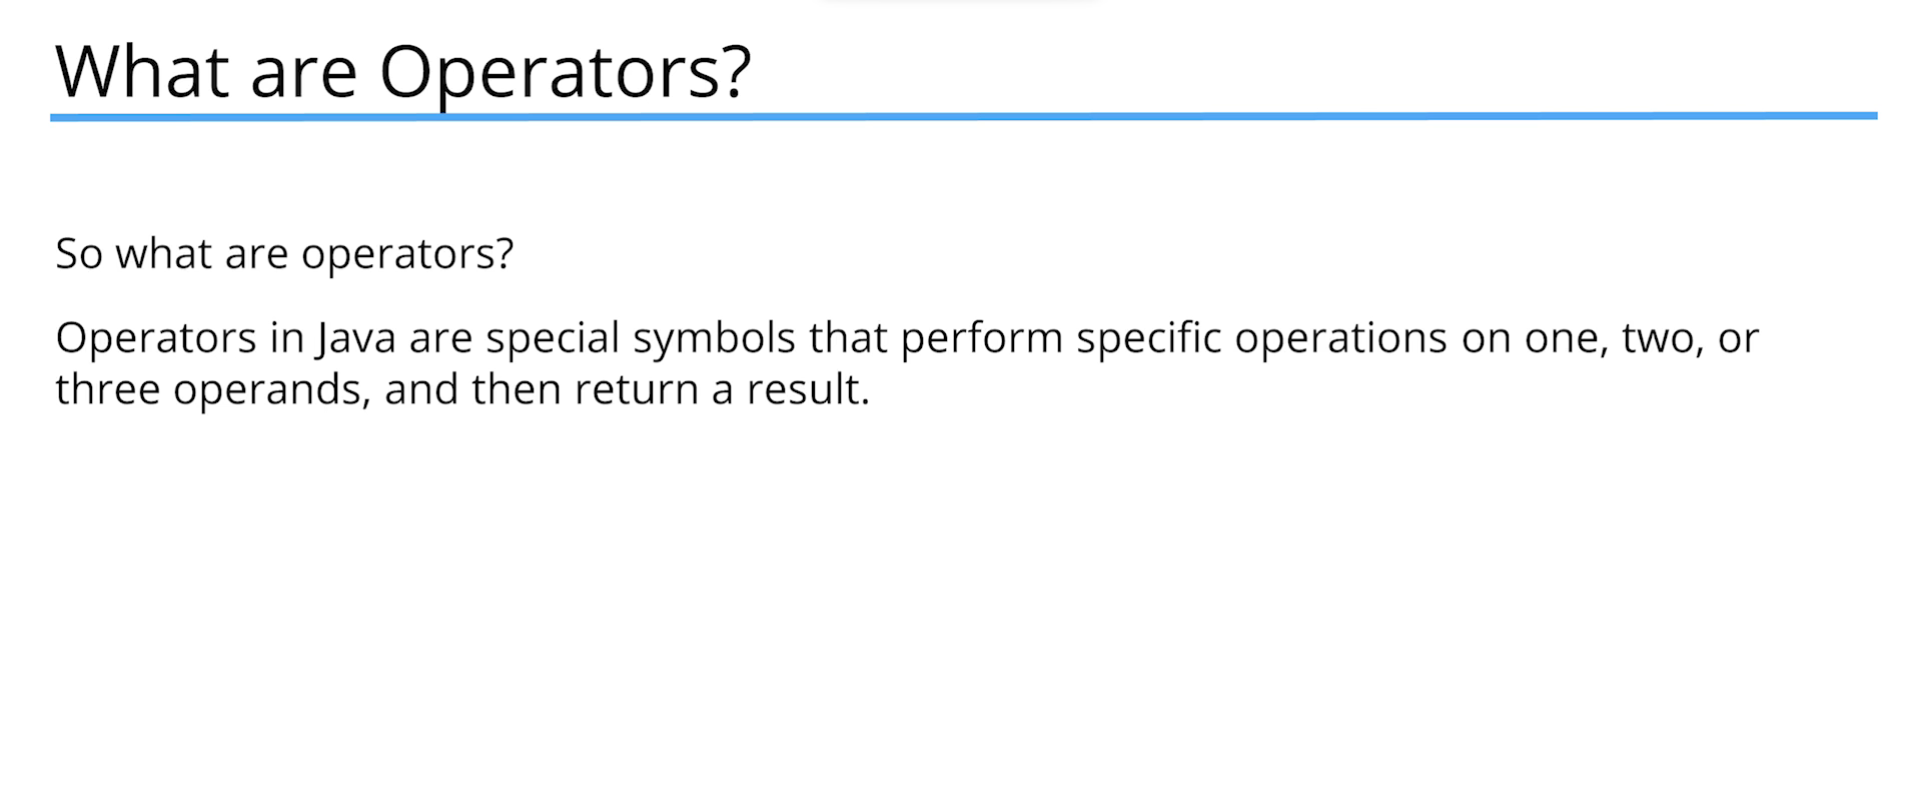 What are Operators?
So what are operators?
Operators in Java are special symbols that perform specific operations on one, two, or
three operands, and then return a result.